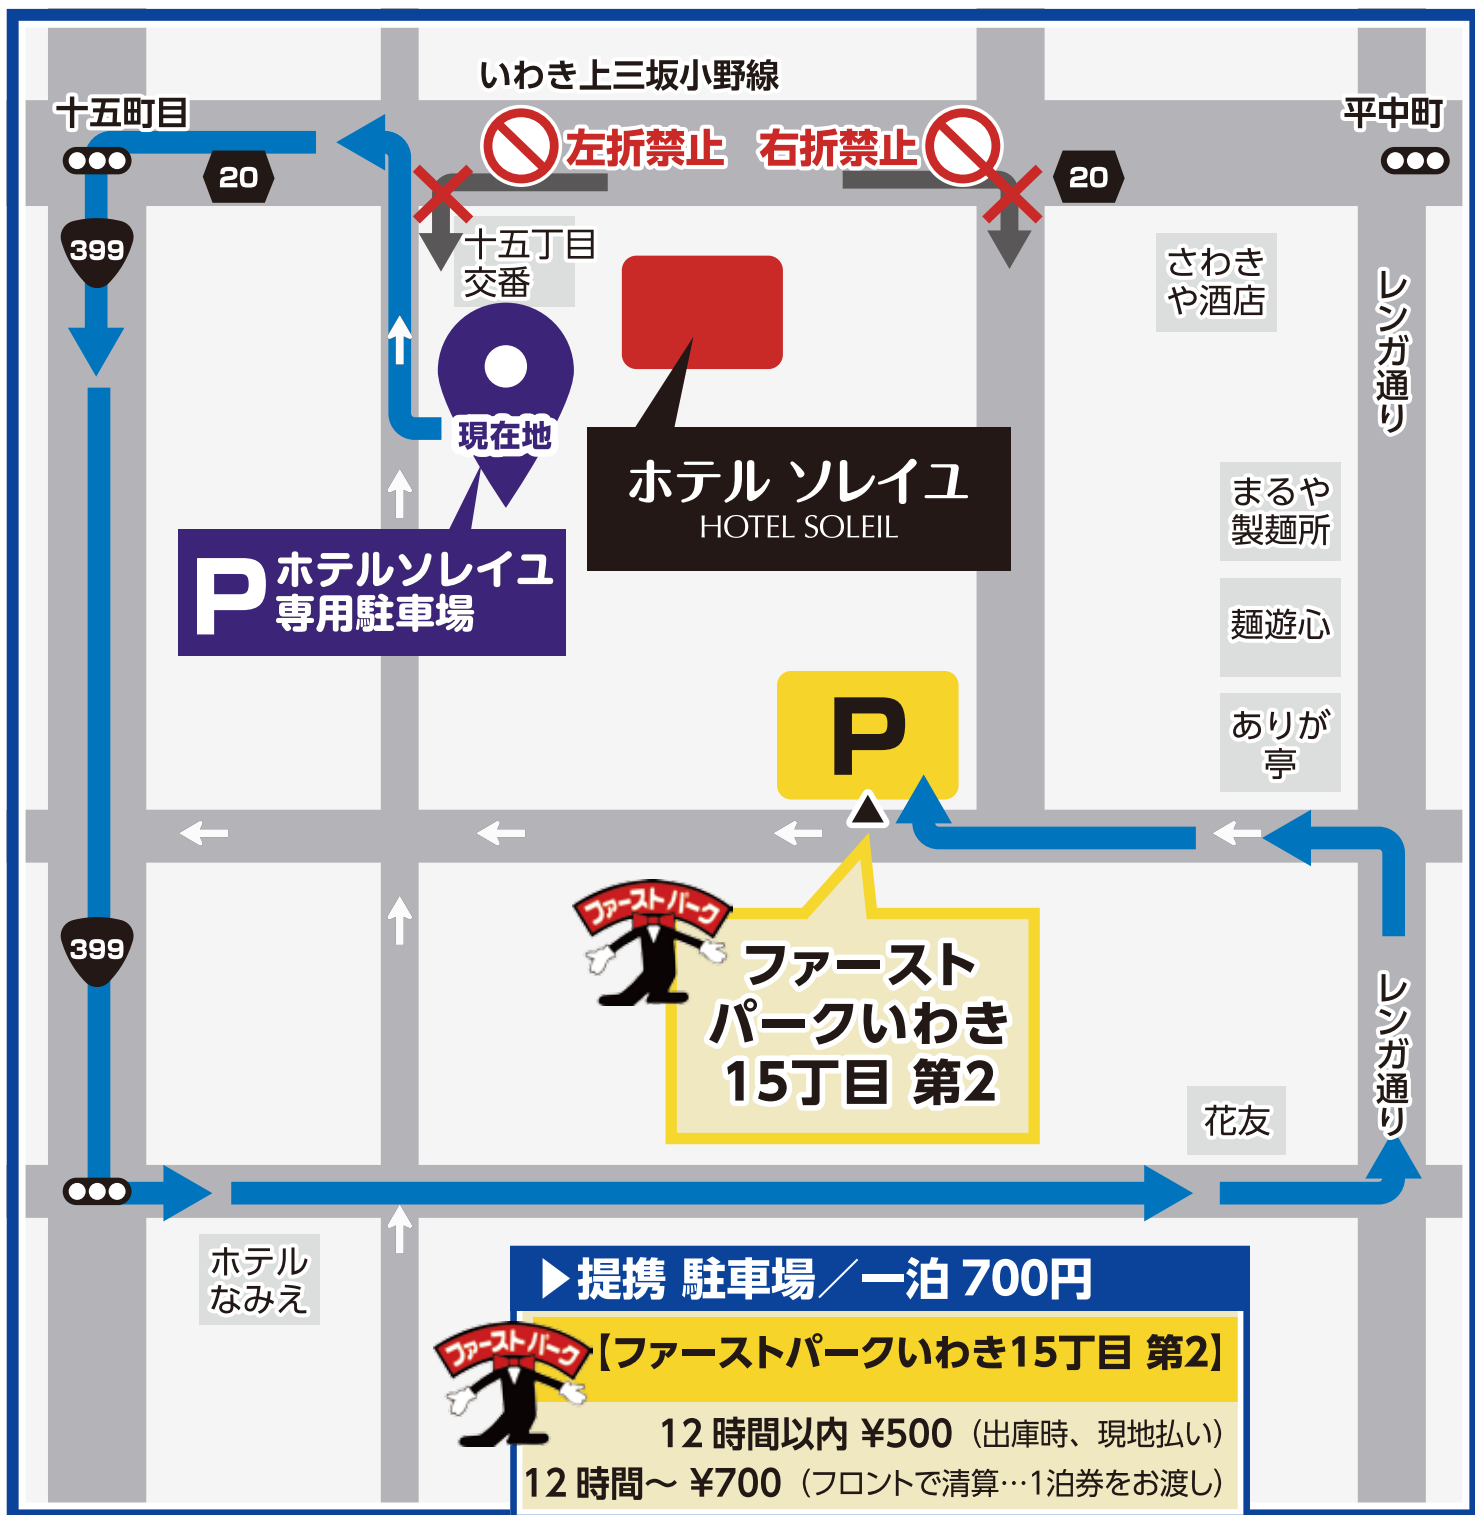 いわき上三坂小野線
十五町目
左折禁止
右折禁止
平中町
20
20
399
十五丁目
交番
さわき
や酒店
レンガ通り
現在地
ホテル ソレイユ
HOTEL SOLEIL
P ホテルソレイユ
専用駐車場
まるや
製麺所
麺遊心
ありが
亭
P
ファーストパーク
399
ファースト
パークいわき
15丁目 第2
レンガ通り
花友
ホテル
なみえ
▶提携 駐車場／一泊 700円
ファーストパーク
【ファーストパークいわき15丁目 第2】
12 時間以内 ¥500（出庫時、現地払い）
12 時間～ ¥700（フロントで清算…1泊券をお渡し）